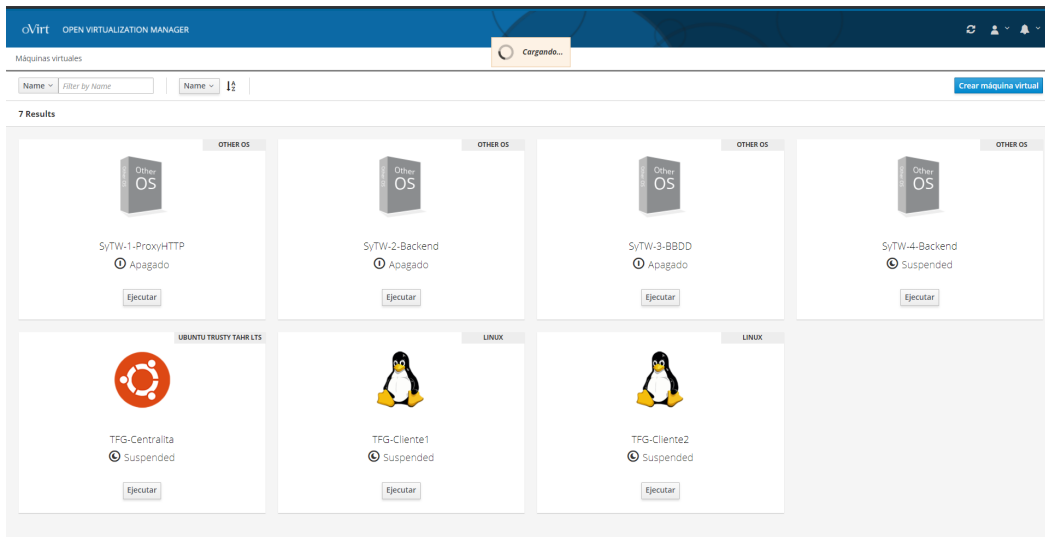 oVirt OPEN VIRTUALIZATION MANAGER
Cargando...
Máquinas virtuales
Name Filter by Name Name Crear máquina virtual
7 Results
OTHER OS
Other OS
SyTW-1-ProxyHTTP
Apagado
Ejecutar
OTHER OS
Other OS
SyTW-2-Backend
Apagado
Ejecutar
OTHER OS
Other OS
SyTW-3-BBDD
Apagado
Ejecutar
OTHER OS
Other OS
SyTW-4-Backend
Suspended
Ejecutar
UBUNTU TRUSTY TAHR LTS
TFG-Centralita
Suspended
Ejecutar
LINUX
TFG-Cliente1
Suspended
Ejecutar
LINUX
TFG-Cliente2
Suspended
Ejecutar